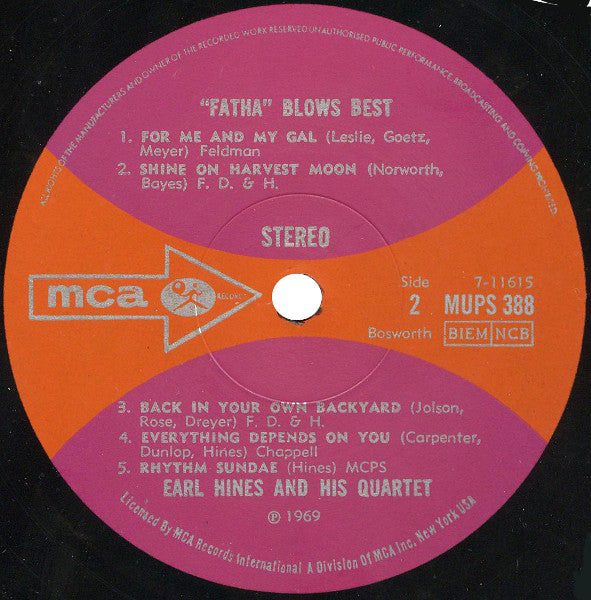 ALL RIGHTS OF THE MANUFACTURERS AND OWNER OF THE RECORDED WORK RESERVED UNAUTHORISED PUBLIC PERFORMANCE, BROADCASTING AND COPYING PROHIBITED.
"FATHA" BLOWS BEST
1. FOR ME AND MY GAL (Leslie, Goetz,
Meyer) Feldman
2. SHINE ON HARVEST MOON (Norworth,
Bayes) F. D. & H.
STEREO
mca RECORDS
Side 7-11615
2 MUPS 388
Bosworth BIEM NCB
3. BACK IN YOUR OWN BACKYARD (Jolson,
Rose, Dreyer) F. D. & H.
4. EVERYTHING DEPENDS ON YOU (Carpenter,
Dunlop, Hines) Chappell
5. RHYTHM SUNDAE (Hines) MCPS
EARL HINES AND HIS QUARTET
℗ 1969
Licensed By MCA Records International A Division Of MCA Inc. New York USA